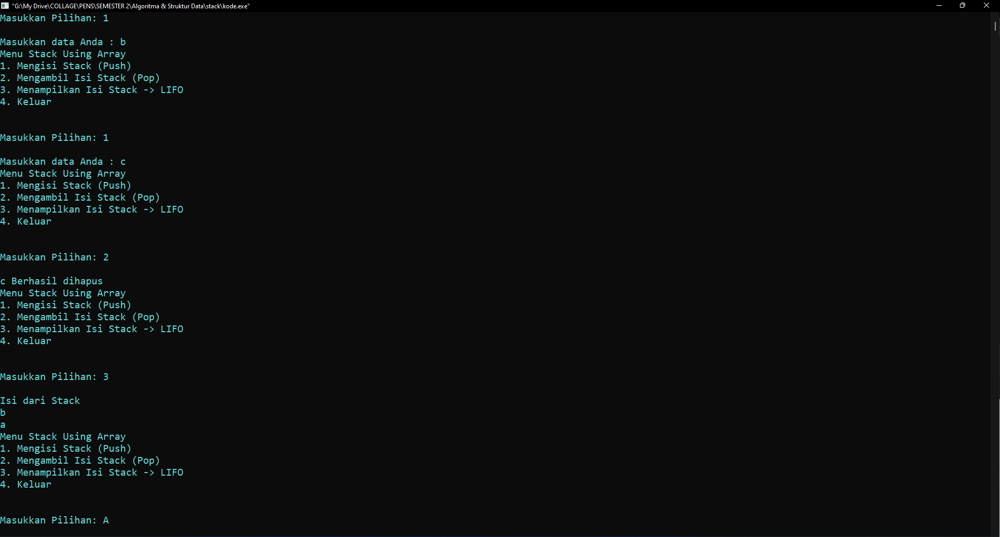 "G:\My Drive\COLLAGE\PENS\SEMESTER 2\Algoritma & Struktur Data\stack\kode.exe"
Masukkan Pilihan: 1
Masukkan data Anda : b
Menu Stack Using Array
1. Mengisi Stack (Push)
2. Mengambil Isi Stack (Pop)
3. Menampilkan Isi Stack -> LIFO
4. Keluar
Masukkan Pilihan: 1
Masukkan data Anda : c
Menu Stack Using Array
1. Mengisi Stack (Push)
2. Mengambil Isi Stack (Pop)
3. Menampilkan Isi Stack -> LIFO
4. Keluar
Masukkan Pilihan: 2
c Berhasil dihapus
Menu Stack Using Array
1. Mengisi Stack (Push)
2. Mengambil Isi Stack (Pop)
3. Menampilkan Isi Stack -> LIFO
4. Keluar
Masukkan Pilihan: 3
Isi dari Stack
b
a
Menu Stack Using Array
1. Mengisi Stack (Push)
2. Mengambil Isi Stack (Pop)
3. Menampilkan Isi Stack -> LIFO
4. Keluar
Masukkan Pilihan: A